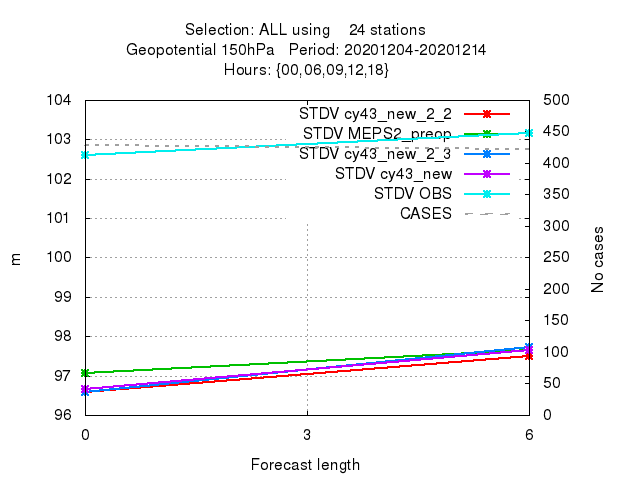 Selection: ALL using 24 stations
Geopotential 150hPa Period: 20201204-20201214
Hours: {00,06,09,12,18}
104 500
STDV cy43_new_2_2
103 450
STDV MEPS2_preop
400
STDV cy43_new_2_3
102 350
STDV cy43_new
STDV OBS
101 300
CASES
100 250
99 200
98 150
97 100
50
96 0
0 3 6
m
No cases
Forecast length